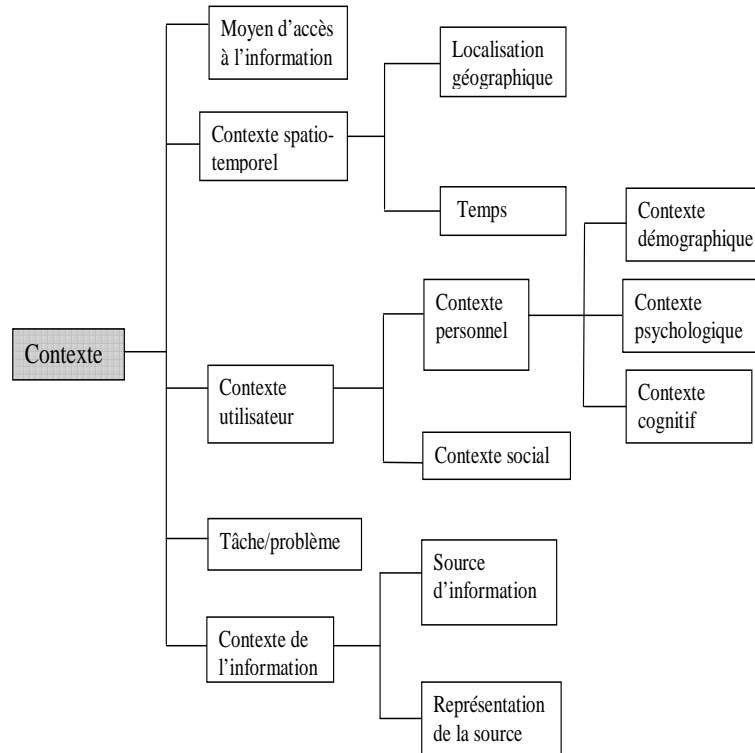 Moyen d'accès
à l'information
Localisation
géographique
Contexte spatio-
temporel
Temps
Contexte
démographique
Contexte
personnel
Contexte
psychologique
Contexte
Contexte
utilisateur
Contexte
cognitif
Contexte social
Tâche/problème
Source
d'information
Contexte de
l'information
Représentation
de la source